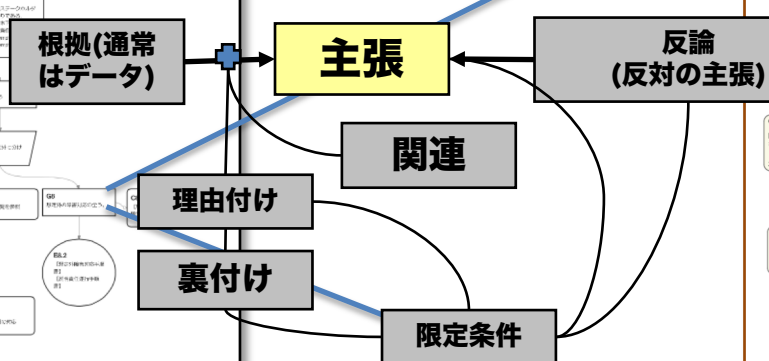 根拠(通常
はデータ)
主張
反論
(反対の主張)
関連
理由付け
裏付け
限定条件
G8